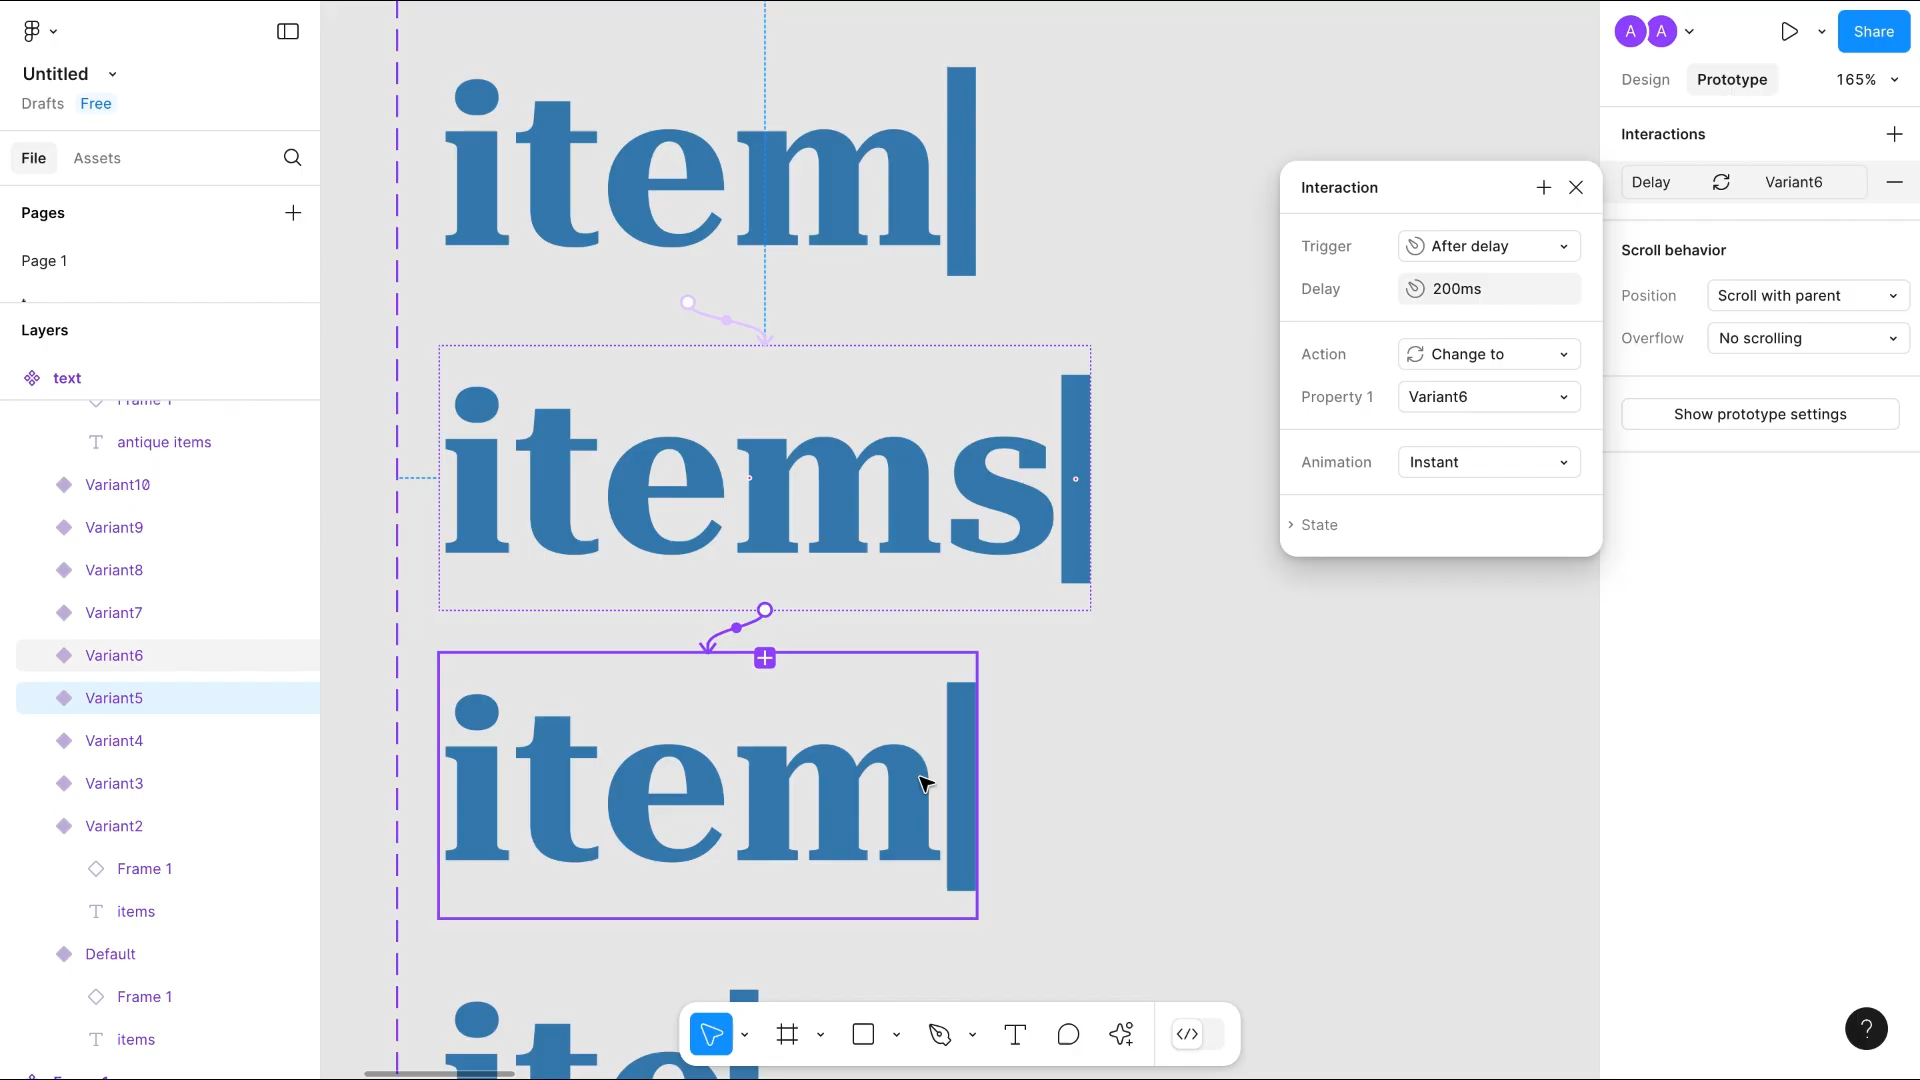 Untitled
Drafts Free
File Assets
Pages
Page 1
Layers
text
Frame 1
antique items
Variant10
Variant9
Variant8
Variant7
Variant6
Variant5
Variant4
Variant3
Variant2
Frame 1
items
Default
Frame 1
items
item
items
item
Interaction
Trigger After delay
Delay 200ms
Action Change to
Property 1 Variant6
Animation Instant
State
A A Share
Design Prototype 165%
Interactions
Delay Variant6
Scroll behavior
Position Scroll with parent
Overflow No scrolling
Show prototype settings
?